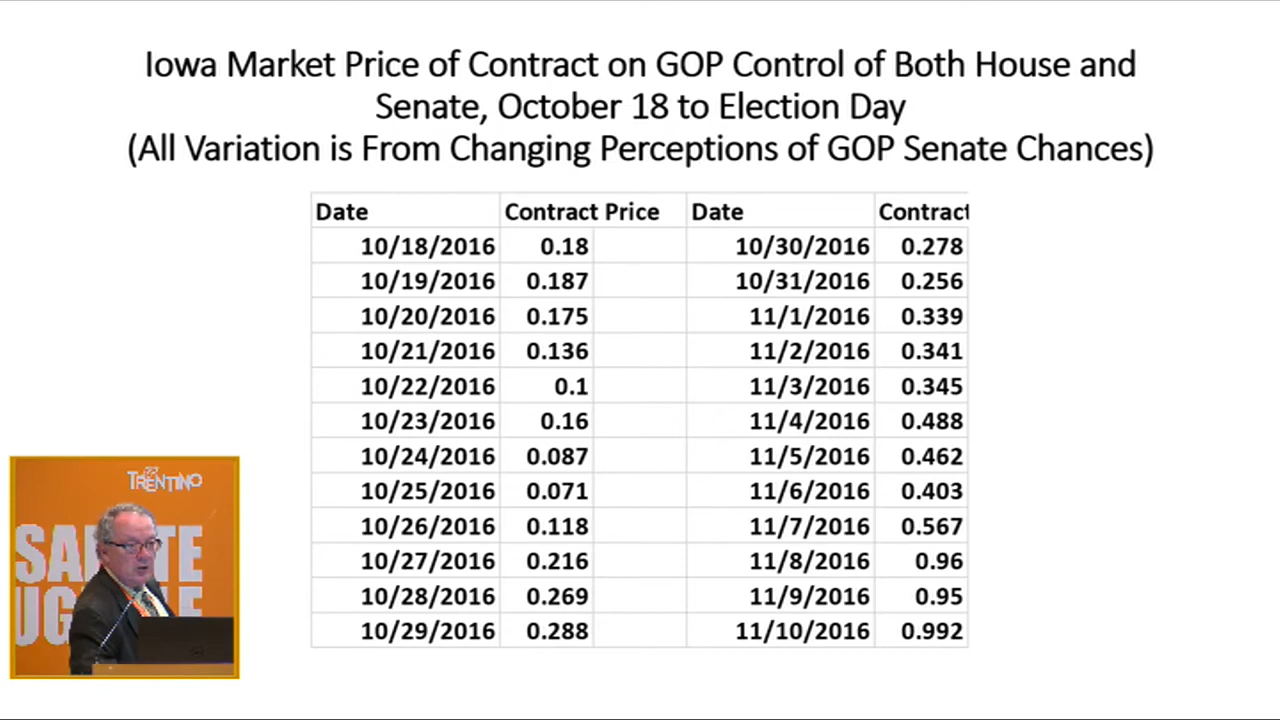 Iowa Market Price of Contract on GOP Control of Both House and
Senate, October 18 to Election Day
(All Variation is From Changing Perceptions of GOP Senate Chances)
Date Contract Price Date Contract
10/18/2016 0.18 10/30/2016 0.278
10/19/2016 0.187 10/31/2016 0.256
10/20/2016 0.175 11/1/2016 0.339
10/21/2016 0.136 11/2/2016 0.341
10/22/2016 0.1 11/3/2016 0.345
10/23/2016 0.16 11/4/2016 0.488
10/24/2016 0.087 11/5/2016 0.462
10/25/2016 0.071 11/6/2016 0.403
10/26/2016 0.118 11/7/2016 0.567
10/27/2016 0.216 11/8/2016 0.96
10/28/2016 0.269 11/9/2016 0.95
10/29/2016 0.288 11/10/2016 0.992
TRENTINO